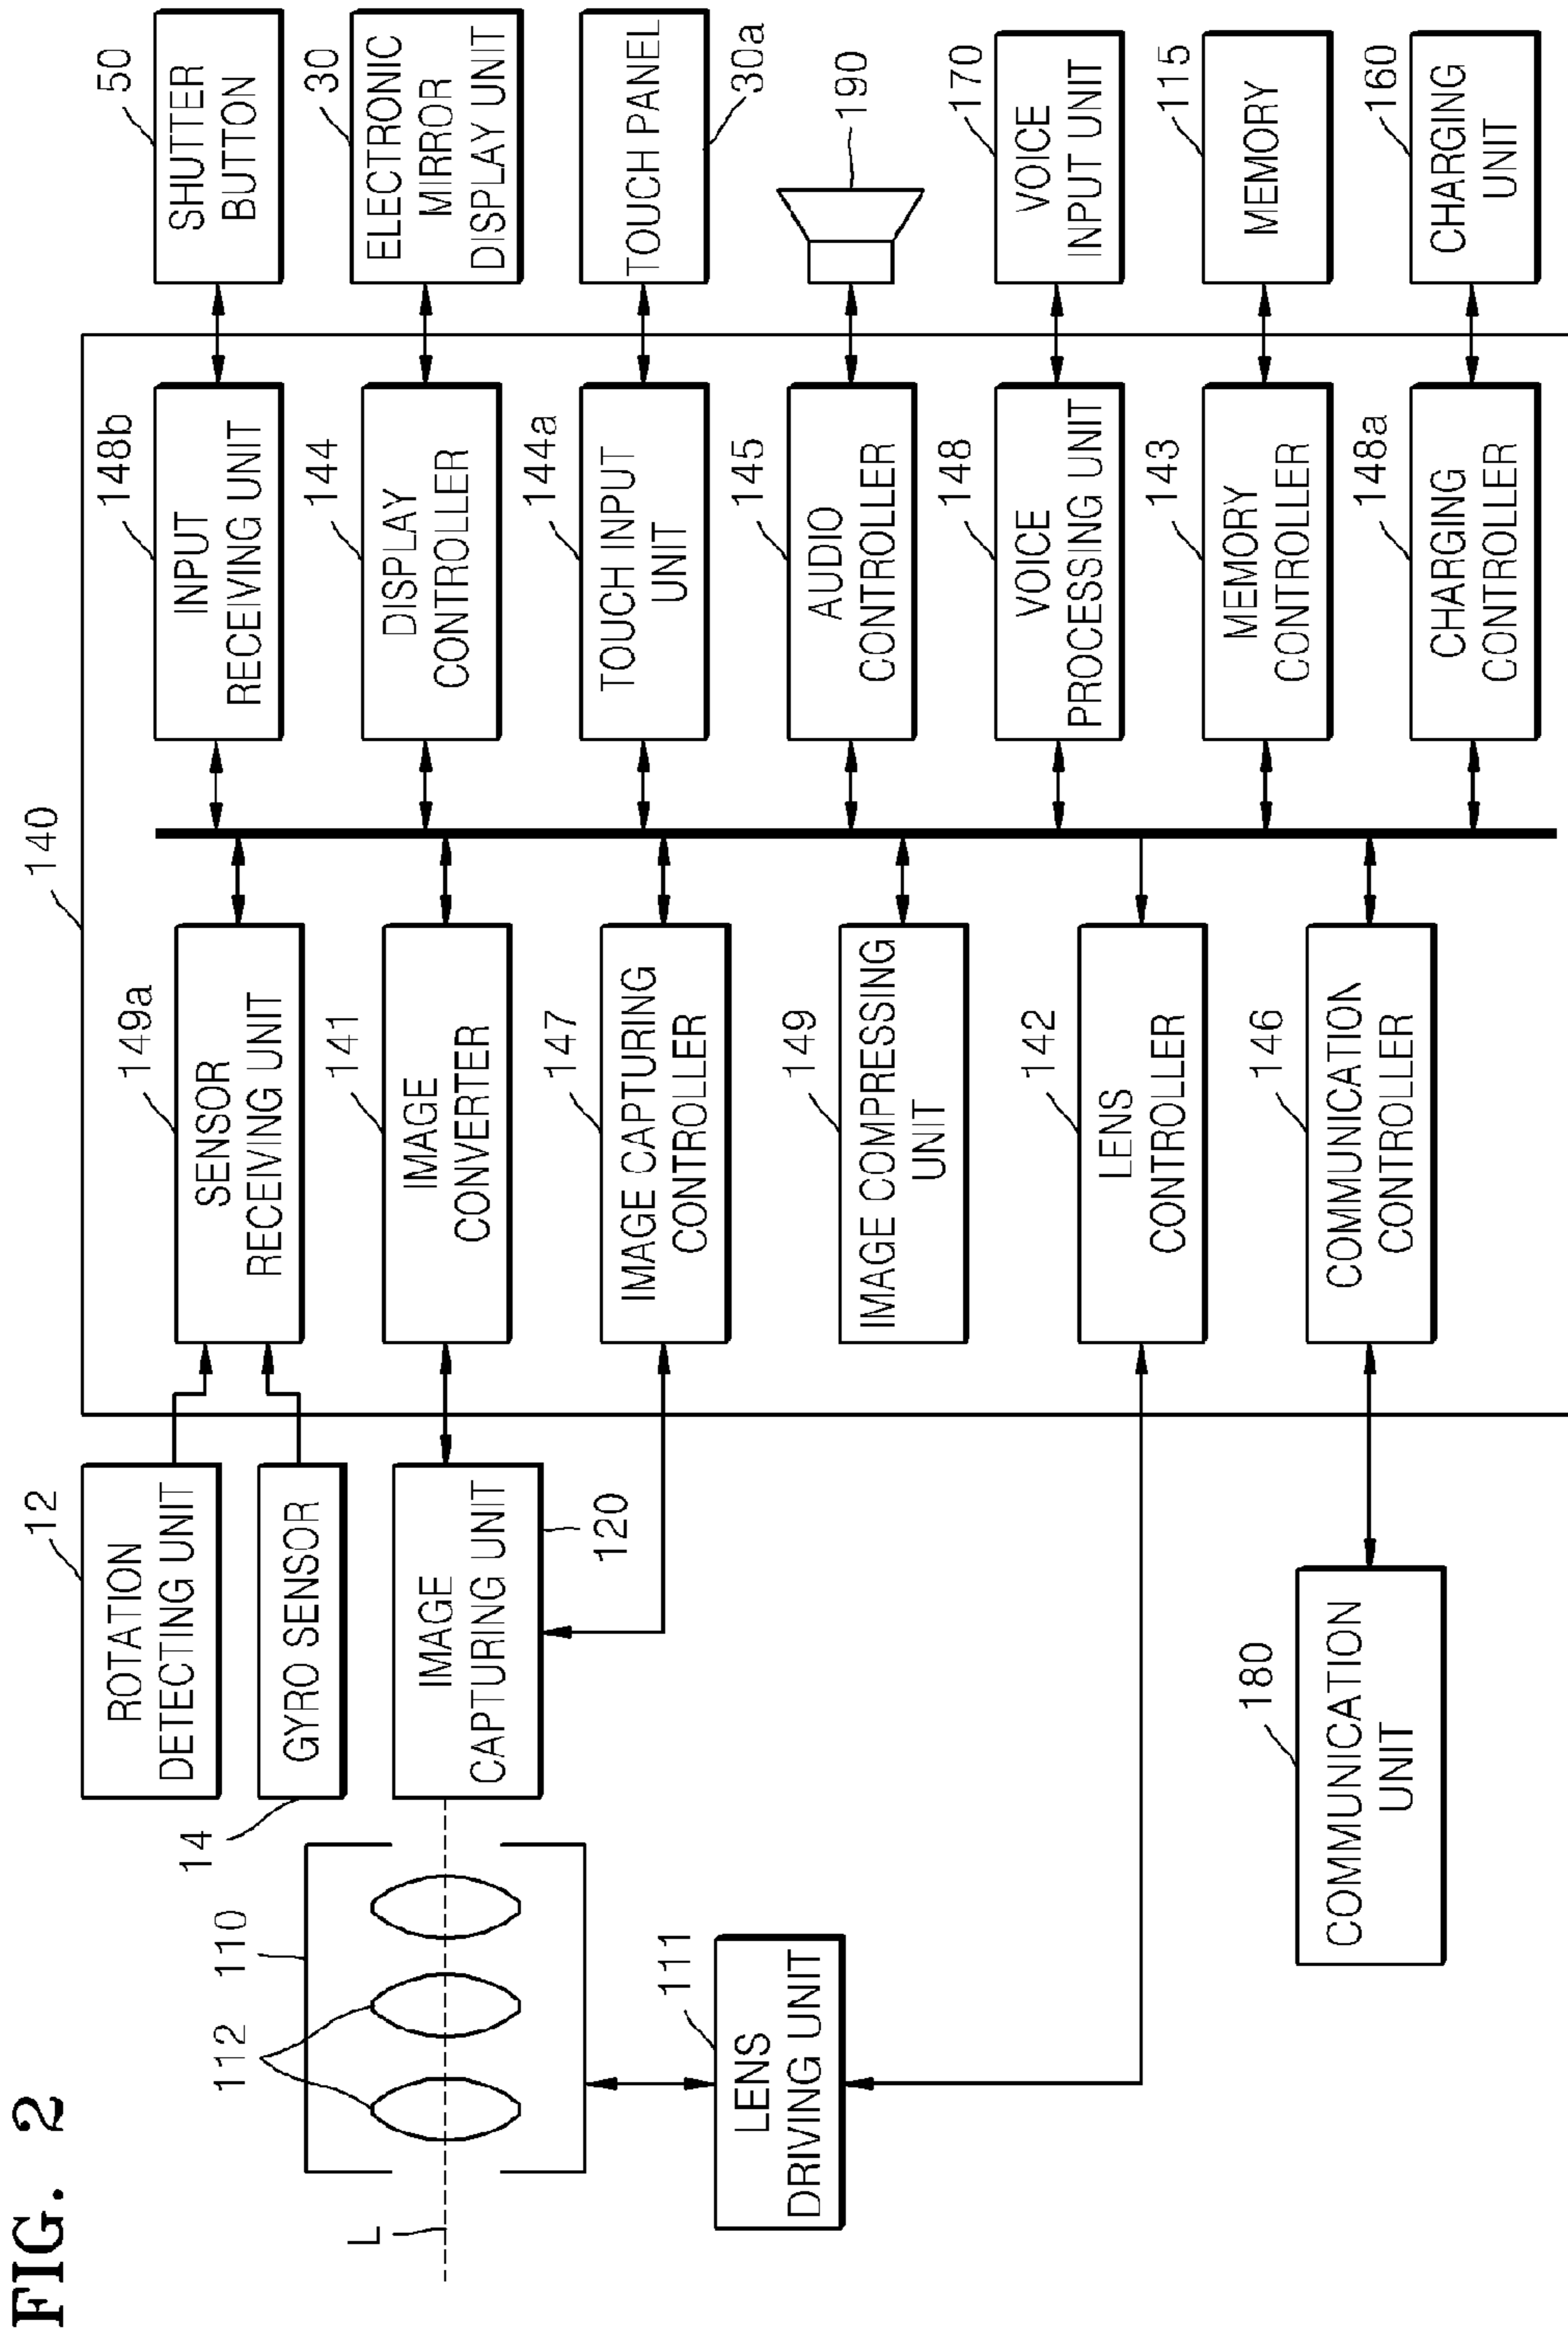 FIG. 2
140
12
ROTATION
DETECTING UNIT
14
GYRO SENSOR
149a
SENSOR
RECEIVING UNIT
148b
INPUT
RECEIVING UNIT
50
SHUTTER
BUTTON
L
112
110
IMAGE
CAPTURING UNIT
120
141
IMAGE
CONVERTER
144
DISPLAY
CONTROLLER
30
ELECTRONIC
MIRROR
DISPLAY UNIT
147
IMAGE CAPTURING
CONTROLLER
144a
TOUCH INPUT
UNIT
TOUCH PANEL
30a
111
LENS
DRIVING UNIT
149
IMAGE COMPRESSING
UNIT
145
AUDIO
CONTROLLER
190
142
LENS
CONTROLLER
148
VOICE
PROCESSING UNIT
170
VOICE
INPUT UNIT
143
MEMORY
CONTROLLER
115
MEMORY
180
COMMUNICATION
UNIT
146
COMMUNICATION
CONTROLLER
148a
CHARGING
CONTROLLER
160
CHARGING
UNIT